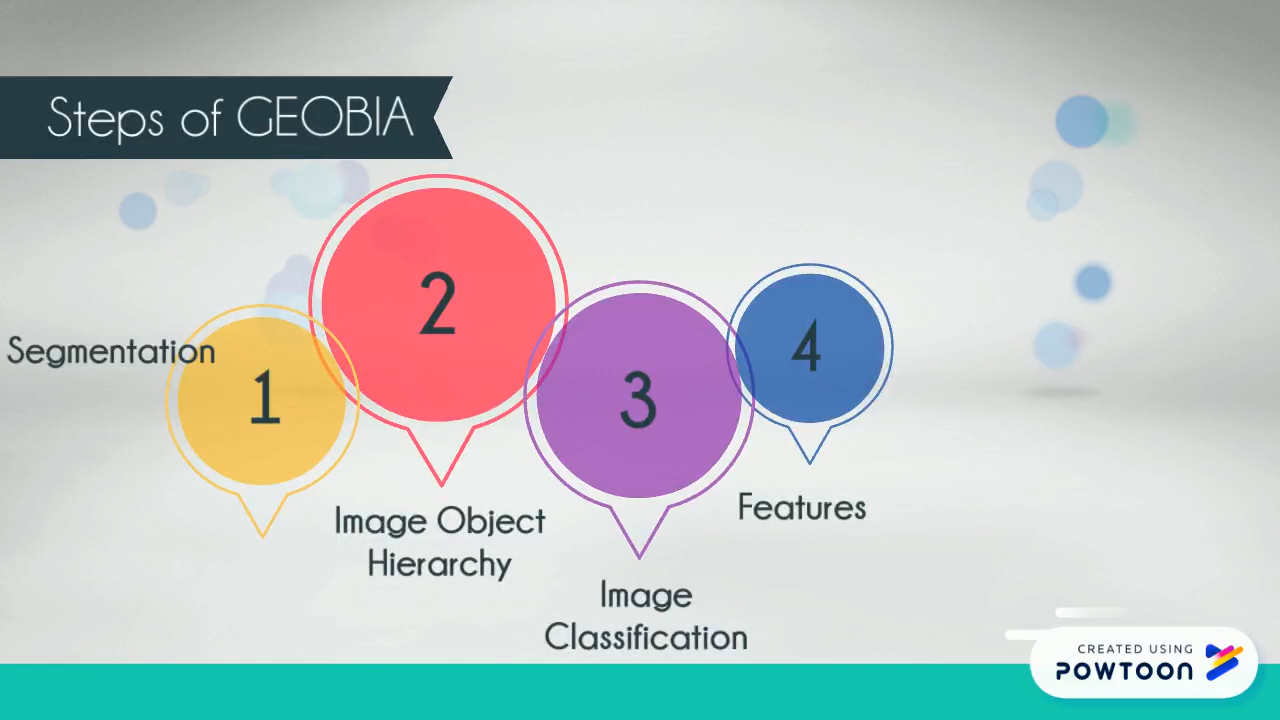 Steps of GEOBIA
Segmentation
1
2
Image Object
Hierarchy
3
Image
Classification
4
Features
CREATED USING
POWTOON